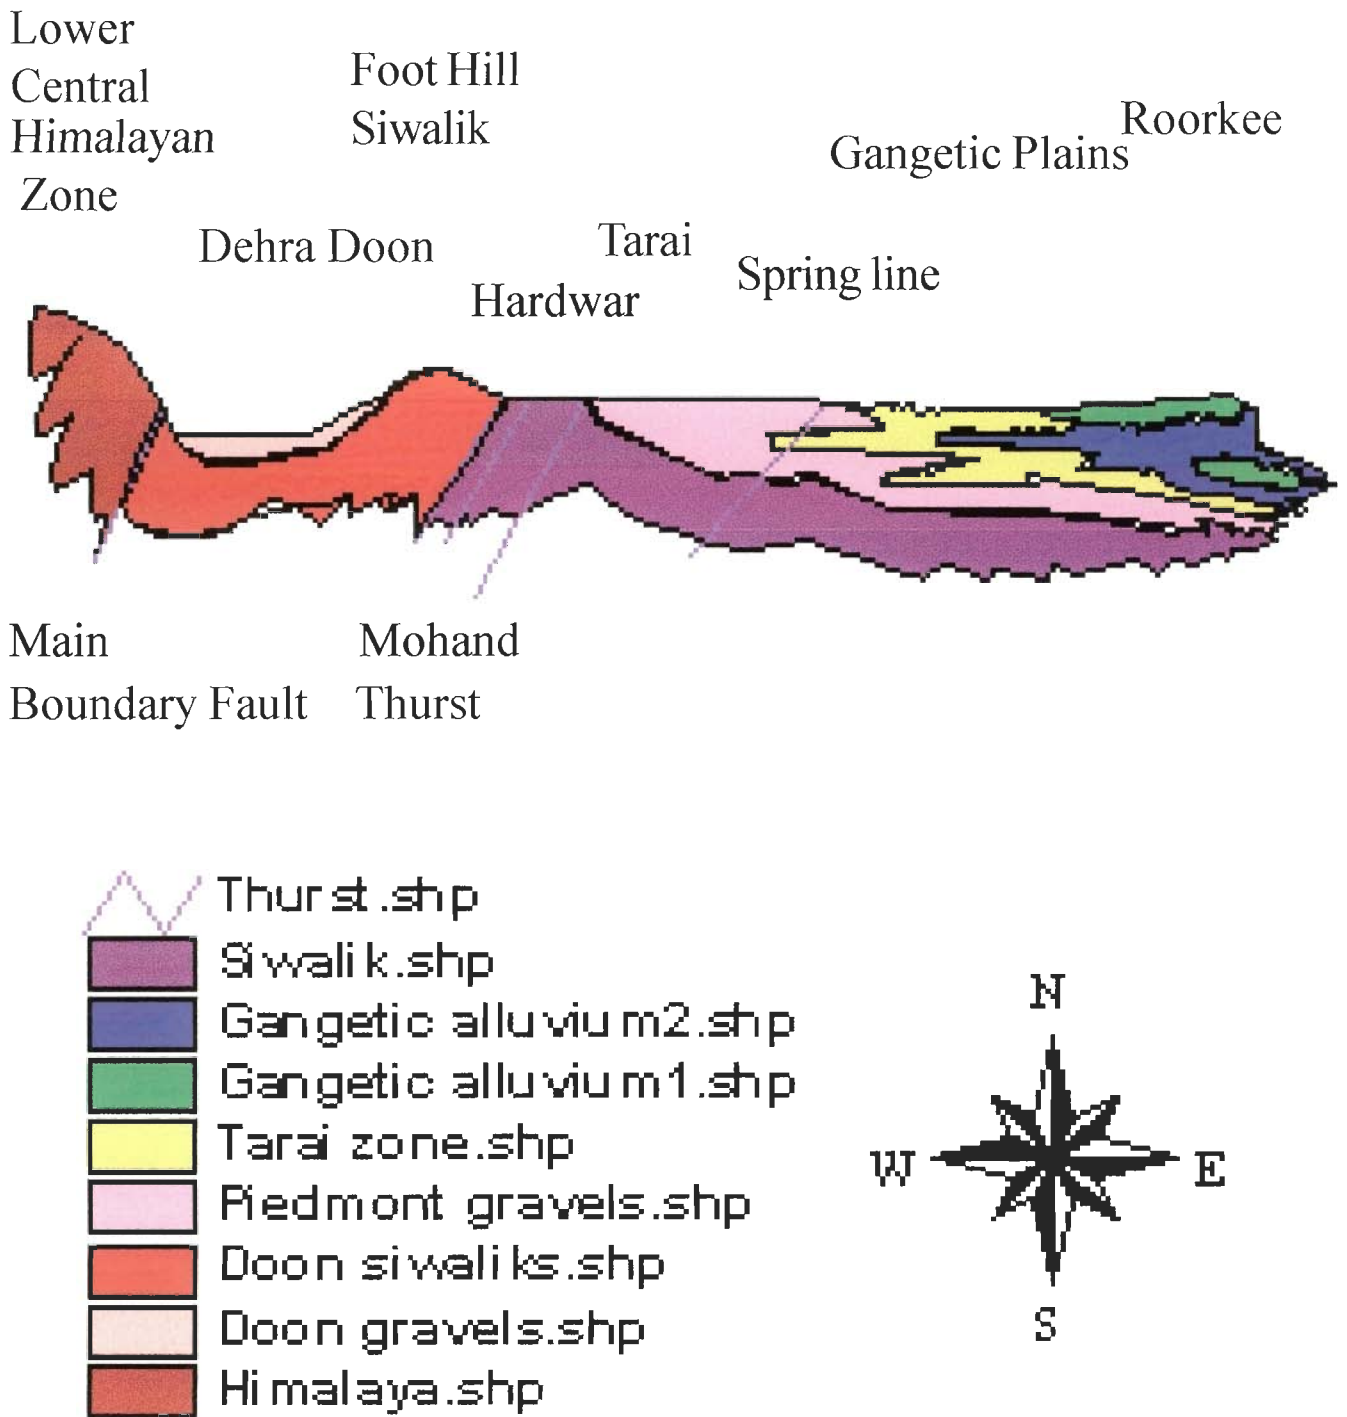 Lower
Central
Himalayan
Zone
Foot Hill
Siwalik
Roorkee
Gangetic Plains
Dehra Doon
Tarai
Spring line
Hardwar
Main
Boundary Fault
Mohand
Thurst
Thurst.shp
Siwalik.shp
Gangetic alluvium2.shp
Gangetic alluvium1.shp
Tarai zone.shp
Piedmont gravels.shp
Doon siwaliks.shp
Doon gravels.shp
Himalaya.shp
N
W
E
S